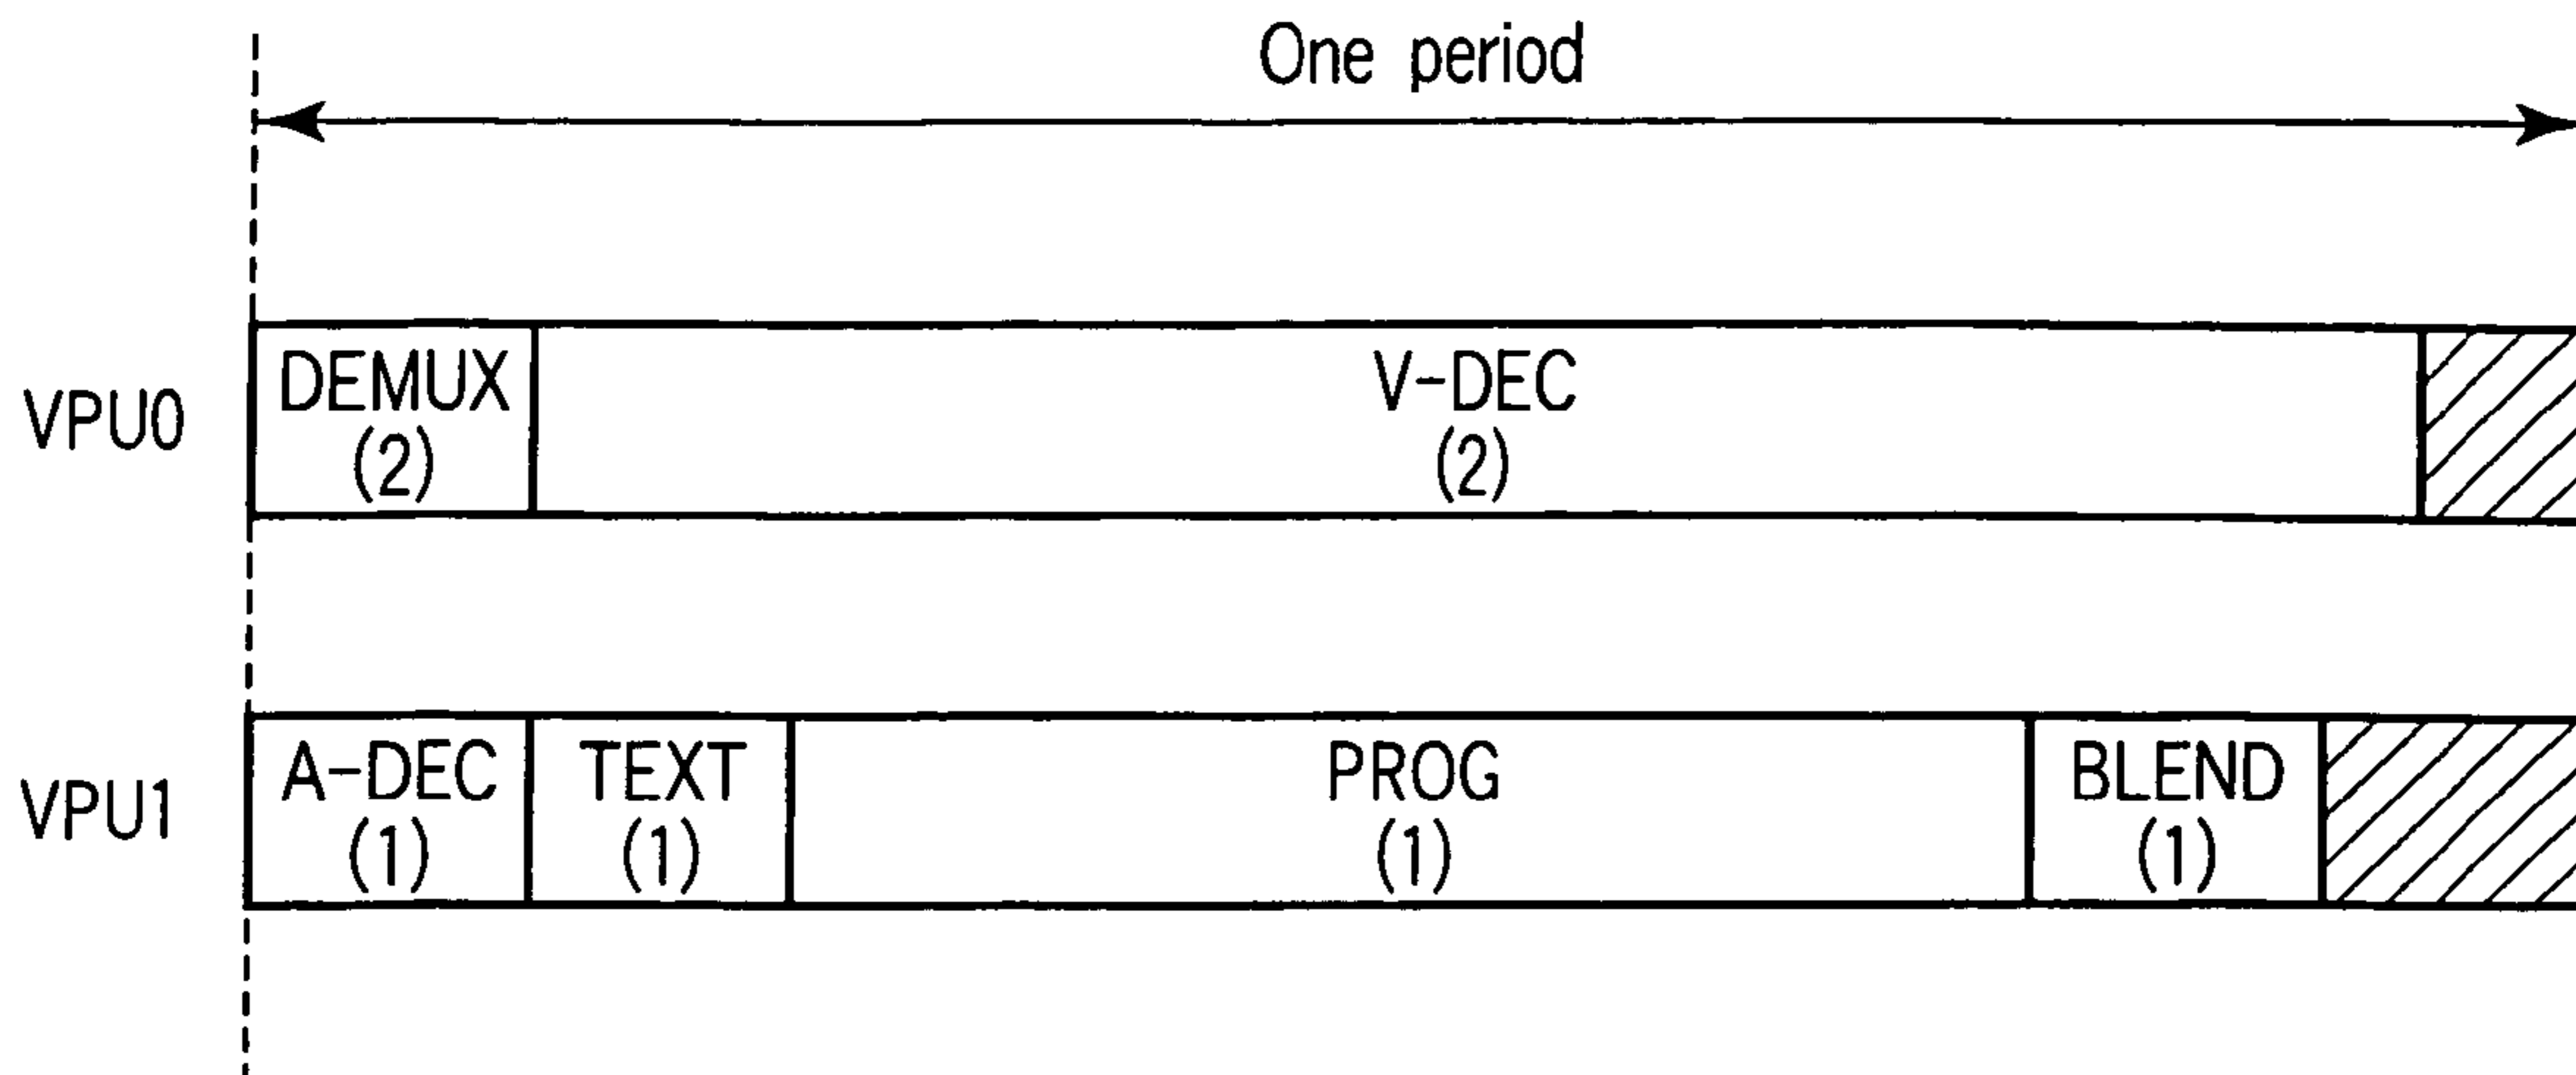 One period
VPU0
DEMUX
(2)
V-DEC
(2)
VPU1
A-DEC
(1)
TEXT
(1)
PROG
(1)
BLEND
(1)